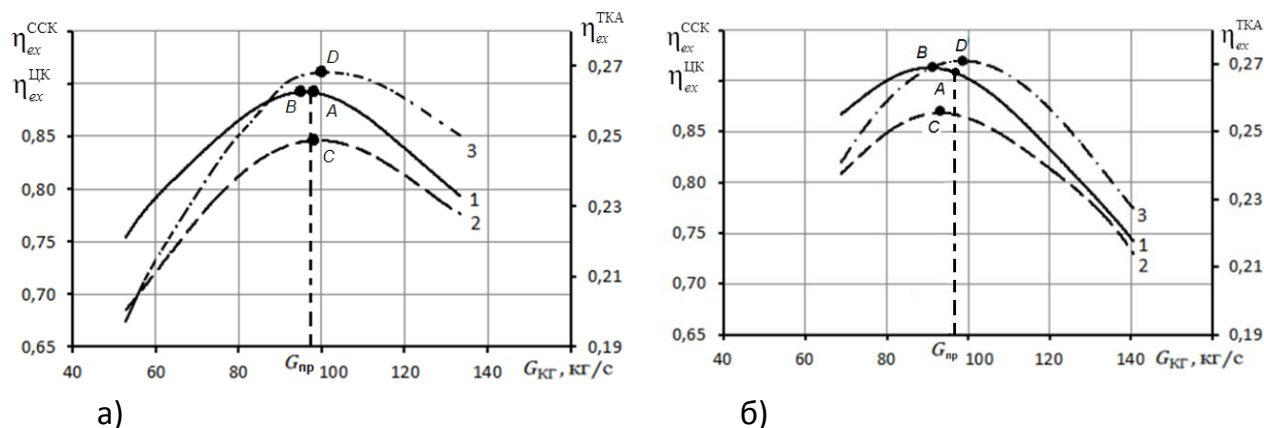 η_ex^ССК
η_ex^ЦК
0,85
0,80
0,75
0,70
0,65
40
60
80
G_пр
100
120
140
G_КГ, кг/с
η_ex^ТКА
0,27
0,25
0,23
0,21
0,19
D
B
A
C
3
1
2
а)
η_ex^ССК
η_ex^ЦК
0,85
0,80
0,75
0,70
0,65
40
60
80
G_пр
100
120
140
G_КГ, кг/с
η_ex^ТКА
0,27
0,25
0,23
0,21
0,19
B
D
A
C
3
1
2
б)